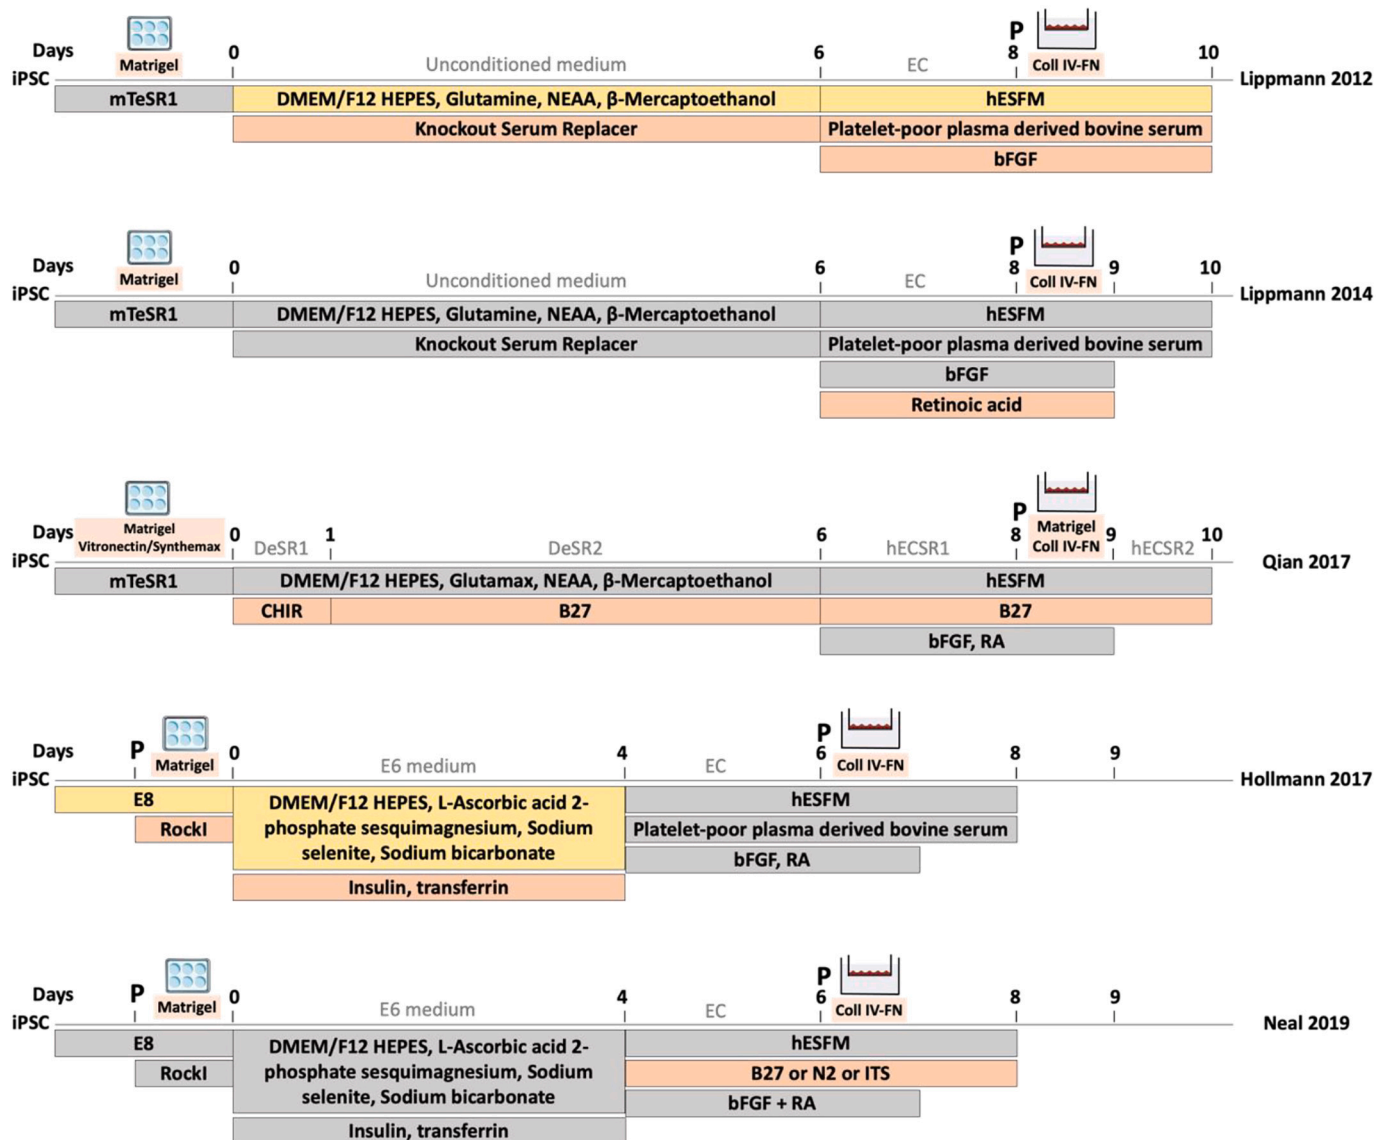 P
Days
Matrigel
0
6
8
Coll IV-FN
10
Unconditioned medium
EC
iPSC
Lippmann 2012
mTeSR1
DMEM/F12 HEPES, Glutamine, NEAA, β-Mercaptoethanol
hESFM
Knockout Serum Replacer
Platelet-poor plasma derived bovine serum
bFGF
P
Days
Matrigel
0
6
8
Coll IV-FN
9
10
Unconditioned medium
EC
iPSC
Lippmann 2014
mTeSR1
DMEM/F12 HEPES, Glutamine, NEAA, β-Mercaptoethanol
hESFM
Knockout Serum Replacer
Platelet-poor plasma derived bovine serum
bFGF
Retinoic acid
P
Days
Matrigel
Vitronectin/Synthemax
0
1
6
8
Matrigel
Coll IV-FN
9
10
DeSR1
DeSR2
hECSR1
hECSR2
iPSC
Qian 2017
mTeSR1
DMEM/F12 HEPES, Glutamax, NEAA, β-Mercaptoethanol
hESFM
CHIR
B27
B27
bFGF, RA
P
Days
P
Matrigel
0
4
6
Coll IV-FN
8
9
E6 medium
EC
iPSC
Hollmann 2017
E8
DMEM/F12 HEPES, L-Ascorbic acid 2-
phosphate sesquimagnesium, Sodium
selenite, Sodium bicarbonate
hESFM
RockI
Platelet-poor plasma derived bovine serum
bFGF, RA
Insulin, transferrin
P
Days
P
Matrigel
0
4
6
Coll IV-FN
8
9
E6 medium
EC
iPSC
Neal 2019
E8
DMEM/F12 HEPES, L-Ascorbic acid 2-
phosphate sesquimagnesium, Sodium
selenite, Sodium bicarbonate
hESFM
RockI
B27 or N2 or ITS
bFGF + RA
Insulin, transferrin